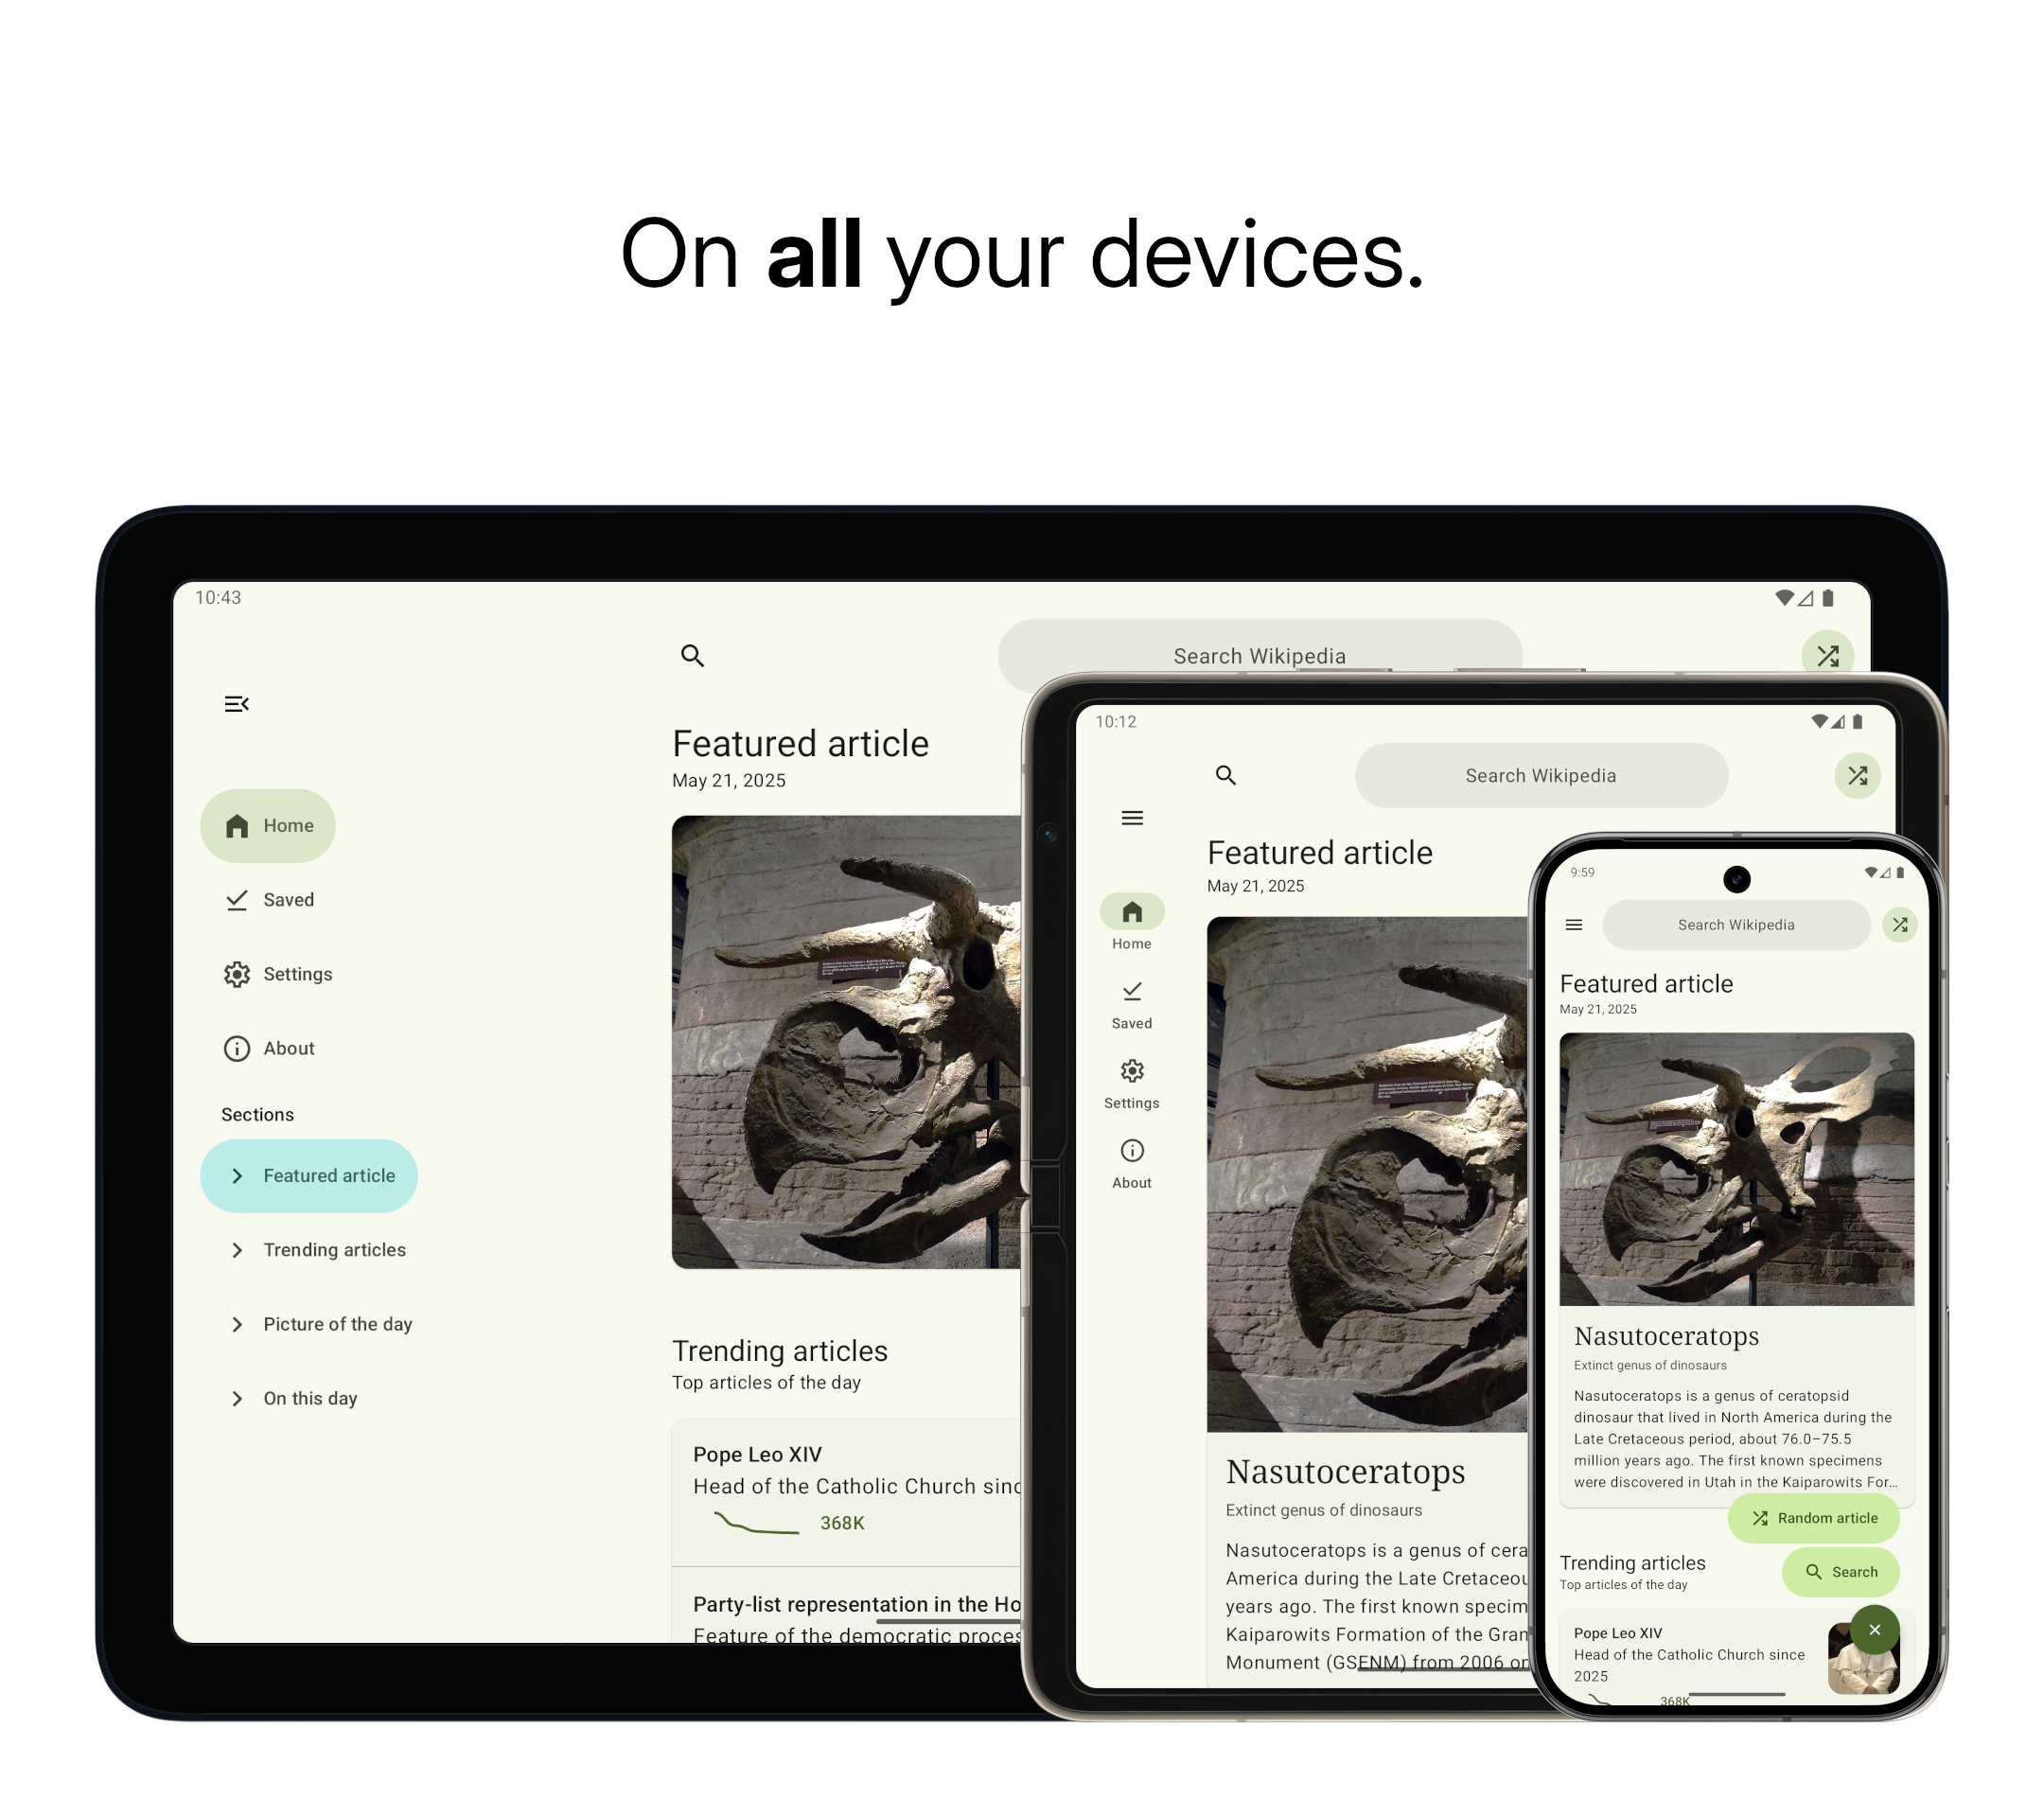 On all your devices.
10:43
Search Wikipedia
Featured article
May 21, 2025
Home
Saved
Settings
About
Sections
Featured article
Trending articles
Picture of the day
On this day
Trending articles
Top articles of the day
Pope Leo XIV
Head of the Catholic Church sinc
368K
Party-list representation in the Ho
Feature of the democratic proces
10:12
Search Wikipedia
Featured article
May 21, 2025
Home
Saved
Settings
About
Nasutoceratops
Extinct genus of dinosaurs
Nasutoceratops is a genus of cera
America during the Late Cretaceou
years ago. The first known specim
Kaiparowits Formation of the Gran
Monument (GSENM) from 2006 or
9:59
Search Wikipedia
Featured article
May 21, 2025
Nasutoceratops
Extinct genus of dinosaurs
Nasutoceratops is a genus of ceratopsid
dinosaur that lived in North America during the
Late Cretaceous period, about 76.0–75.5
million years ago. The first known specimens
were discovered in Utah in the Kaiparowits For…
Random article
Trending articles
Top articles of the day
Search
Pope Leo XIV
Head of the Catholic Church since
2025
368K